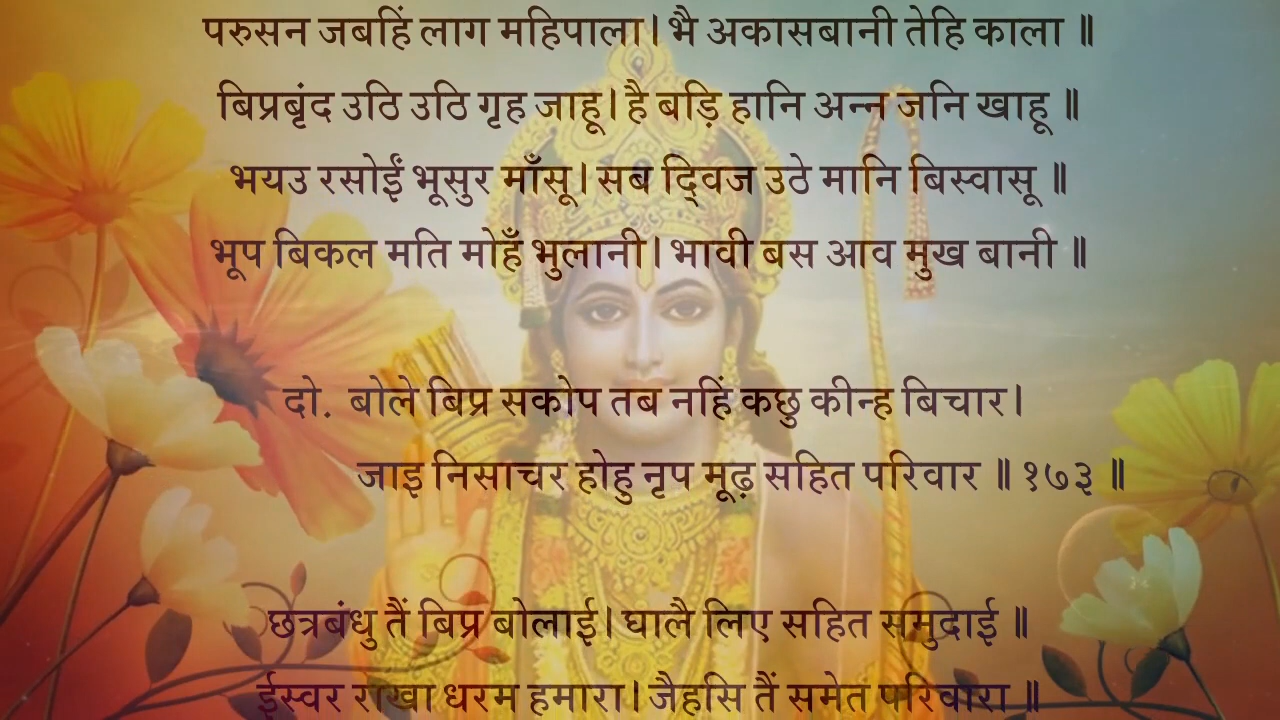 परुसन जबहिं लाग महिपाला। भै अकासबानी तेहि काला ॥
बिप्रबृंद उठि उठि गृह जाहू। है बड़ि हानि अन्न जनि खाहू ॥
भयउ रसोईं भूसुर माँसू। सब द्विज उठे मानि बिस्वासू ॥
भूप बिकल मति मोहँ भुलानी। भावी बस आव मुख बानी ॥
दो. बोले बिप्र सकोप तब नहिं कछु कीन्ह बिचार।
जाइ निसाचर होहु नृप मूढ़ सहित परिवार ॥ १७३ ॥
छत्रबंधु तैं बिप्र बोलाई। घालै लिए सहित समुदाई ॥
ईस्वर राखा धरम हमारा। जैहसि तैं समेत परिवारा ॥